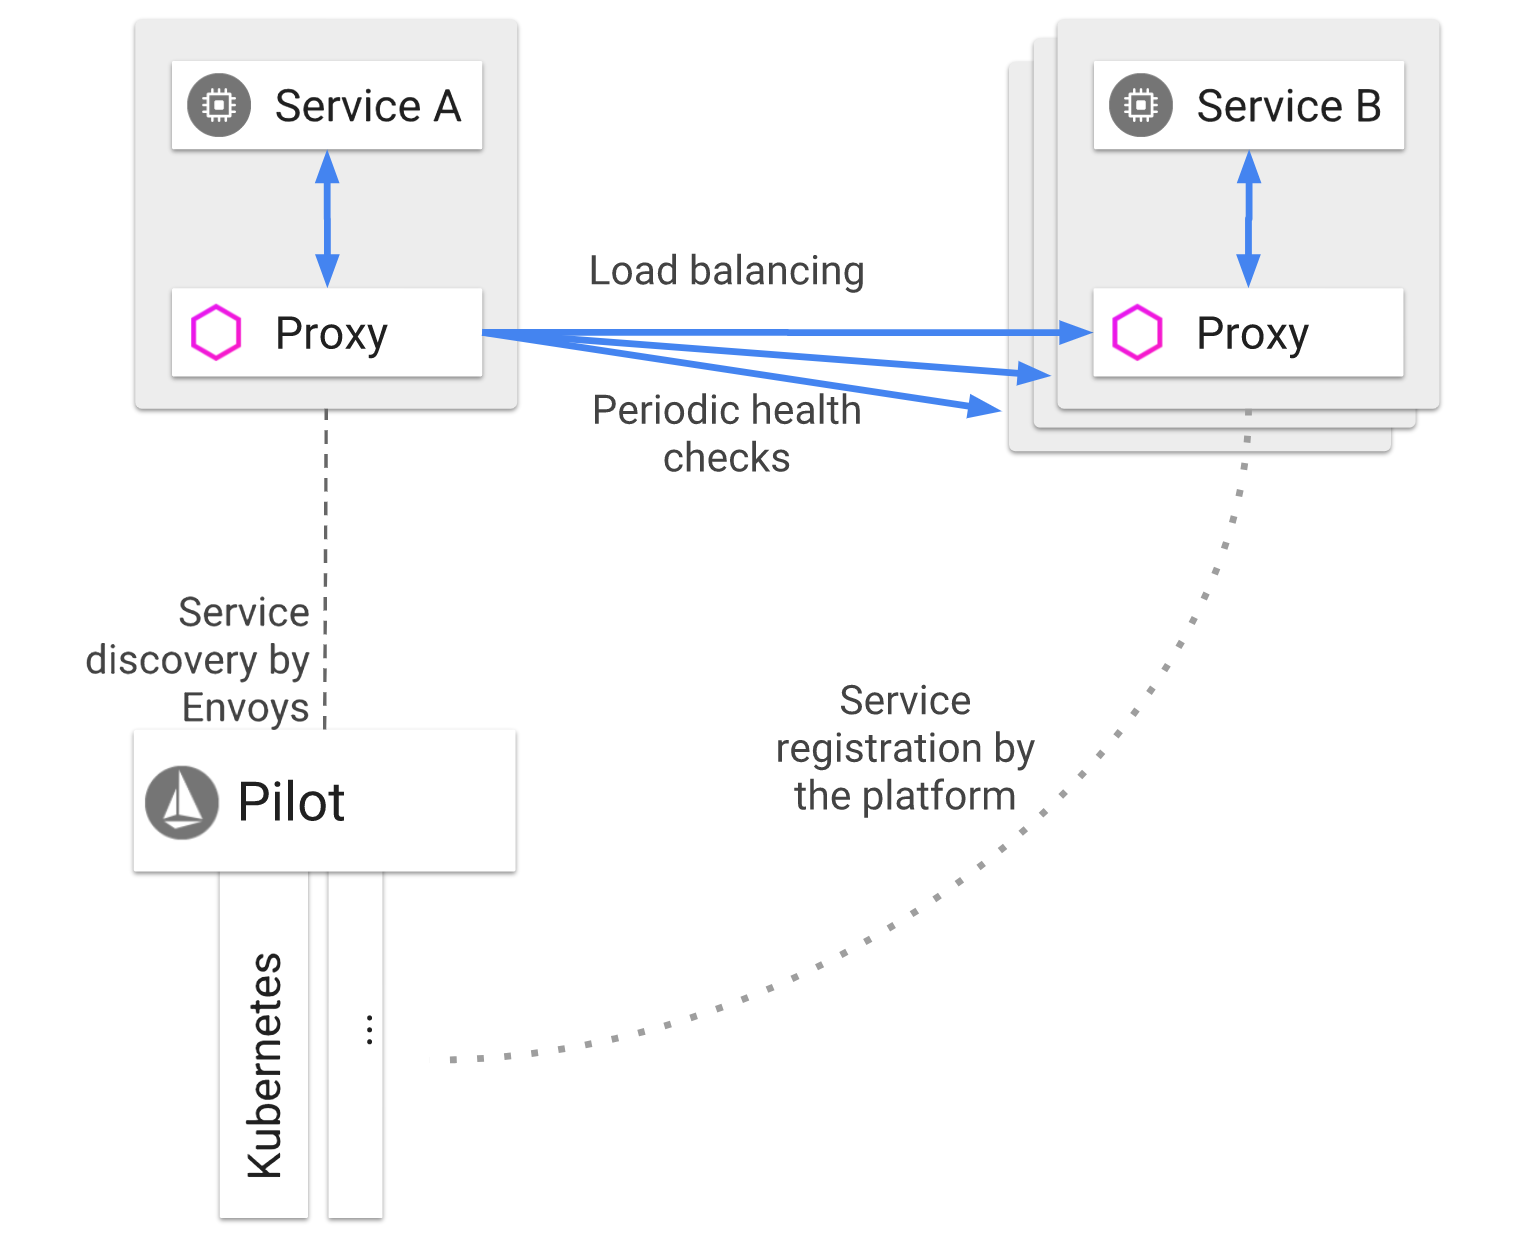 Service A
Service B
Load balancing
Proxy
Proxy
Periodic health
checks
Service
discovery by
Envoys
Service
registration by
the platform
Pilot
Kubernetes
...